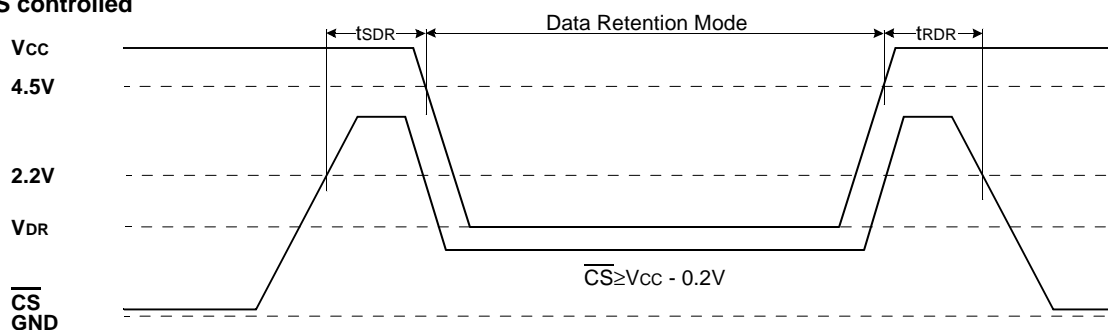 S controlled
tSDR
Data Retention Mode
tRDR
VCC
4.5V
2.2V
VDR
CS≥VCC - 0.2V
CS
GND